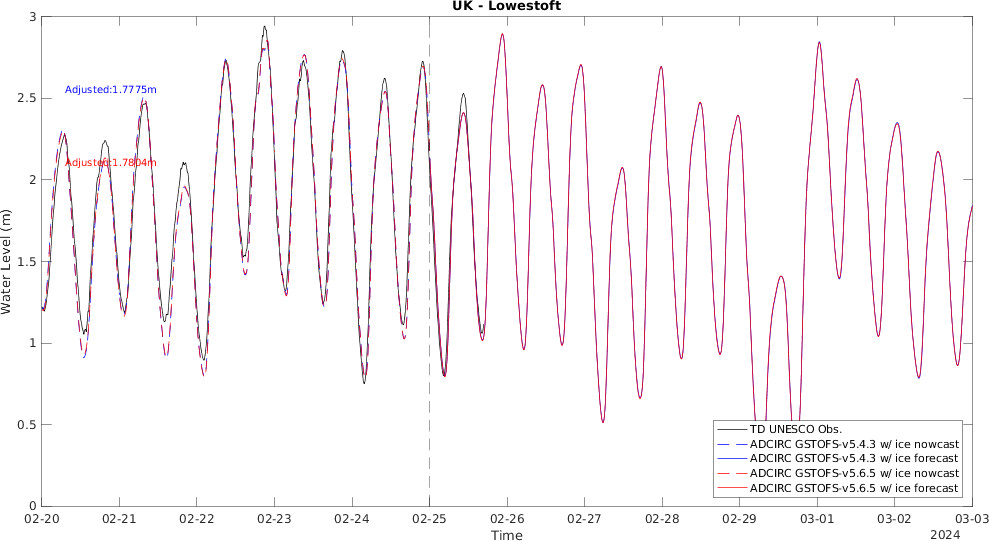 UK - Lowestoft
3
2.5
2
1.5
1
0.5
0
Water Level (m)
Adjusted:1.7775m
Adjusted:1.7804m
TD UNESCO Obs.
ADCIRC GSTOFS-v5.4.3 w/ ice nowcast
ADCIRC GSTOFS-v5.4.3 w/ ice forecast
ADCIRC GSTOFS-v5.6.5 w/ ice nowcast
ADCIRC GSTOFS-v5.6.5 w/ ice forecast
02-20 02-21 02-22 02-23 02-24 02-25 02-26 02-27 02-28 02-29 03-01 03-02 03-03
Time
2024